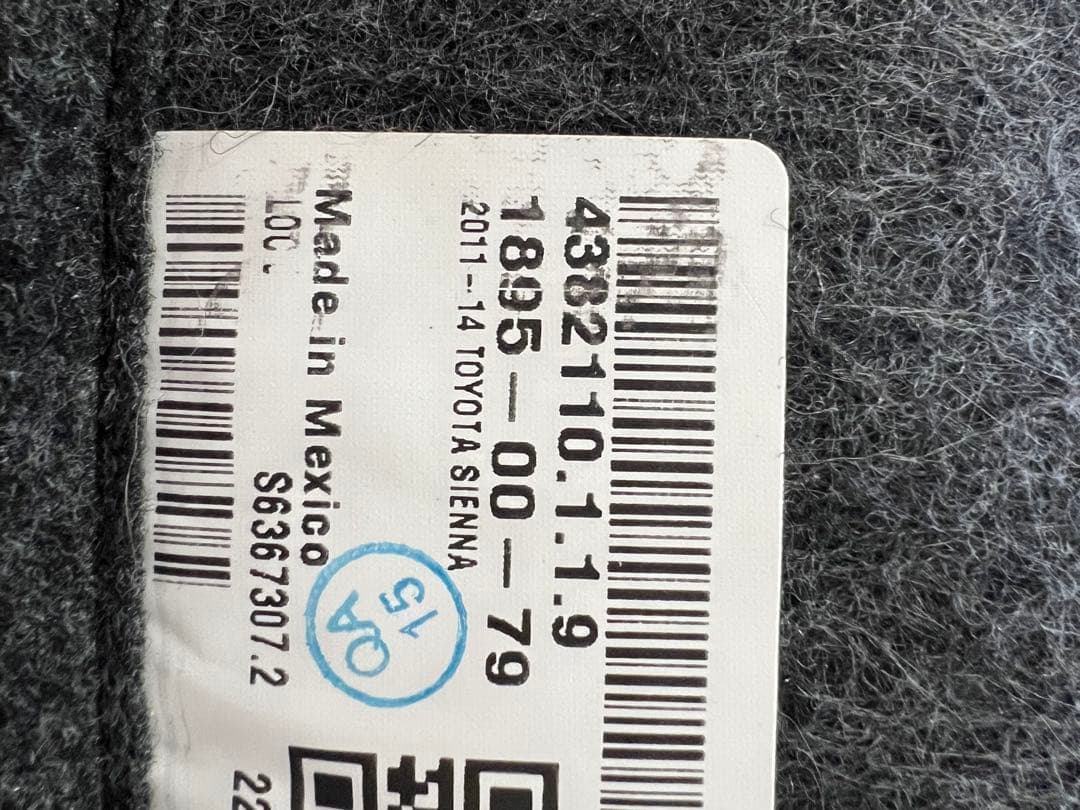 4382110.1.1.9
1895-00-79
2011-14 TOYOTA SIENNA
Made in Mexico
QA
15
LOC.
S6367307.2
22